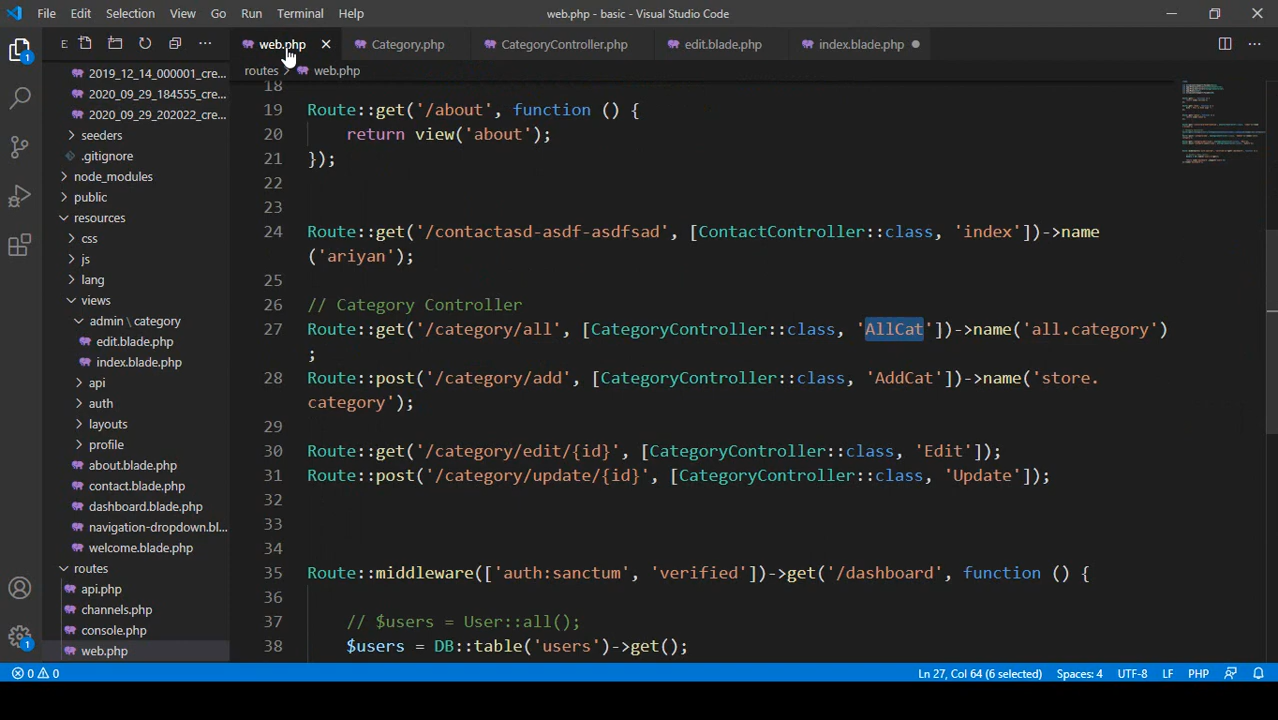 File Edit Selection View Go Run Terminal Help web.php - basic - Visual Studio Code
E web.php Category.php CategoryController.php edit.blade.php index.blade.php
routes > web.php
2019_12_14_000001_cre...
2020_09_29_184555_cre...
2020_09_29_202022_cre...
seeders
.gitignore
node_modules
public
resources
css
js
lang
views
admin \ category
edit.blade.php
index.blade.php
api
auth
layouts
profile
about.blade.php
contact.blade.php
dashboard.blade.php
navigation-dropdown.bl...
welcome.blade.php
routes
api.php
channels.php
console.php
web.php
1
1
18
19 Route::get('/about', function () {
20 return view('about');
21 });
22
23
24 Route::get('/contactasd-asdf-asdfsad', [ContactController::class, 'index'])->name
('ariyan');
25
26 // Category Controller
27 Route::get('/category/all', [CategoryController::class, 'AllCat'])->name('all.category')
;
28 Route::post('/category/add', [CategoryController::class, 'AddCat'])->name('store.
category');
29
30 Route::get('/category/edit/{id}', [CategoryController::class, 'Edit']);
31 Route::post('/category/update/{id}', [CategoryController::class, 'Update']);
32
33
34
35 Route::middleware(['auth:sanctum', 'verified'])->get('/dashboard', function () {
36
37 // $users = User::all();
38 $users = DB::table('users')->get();
0 0 Ln 27, Col 64 (6 selected) Spaces: 4 UTF-8 LF PHP